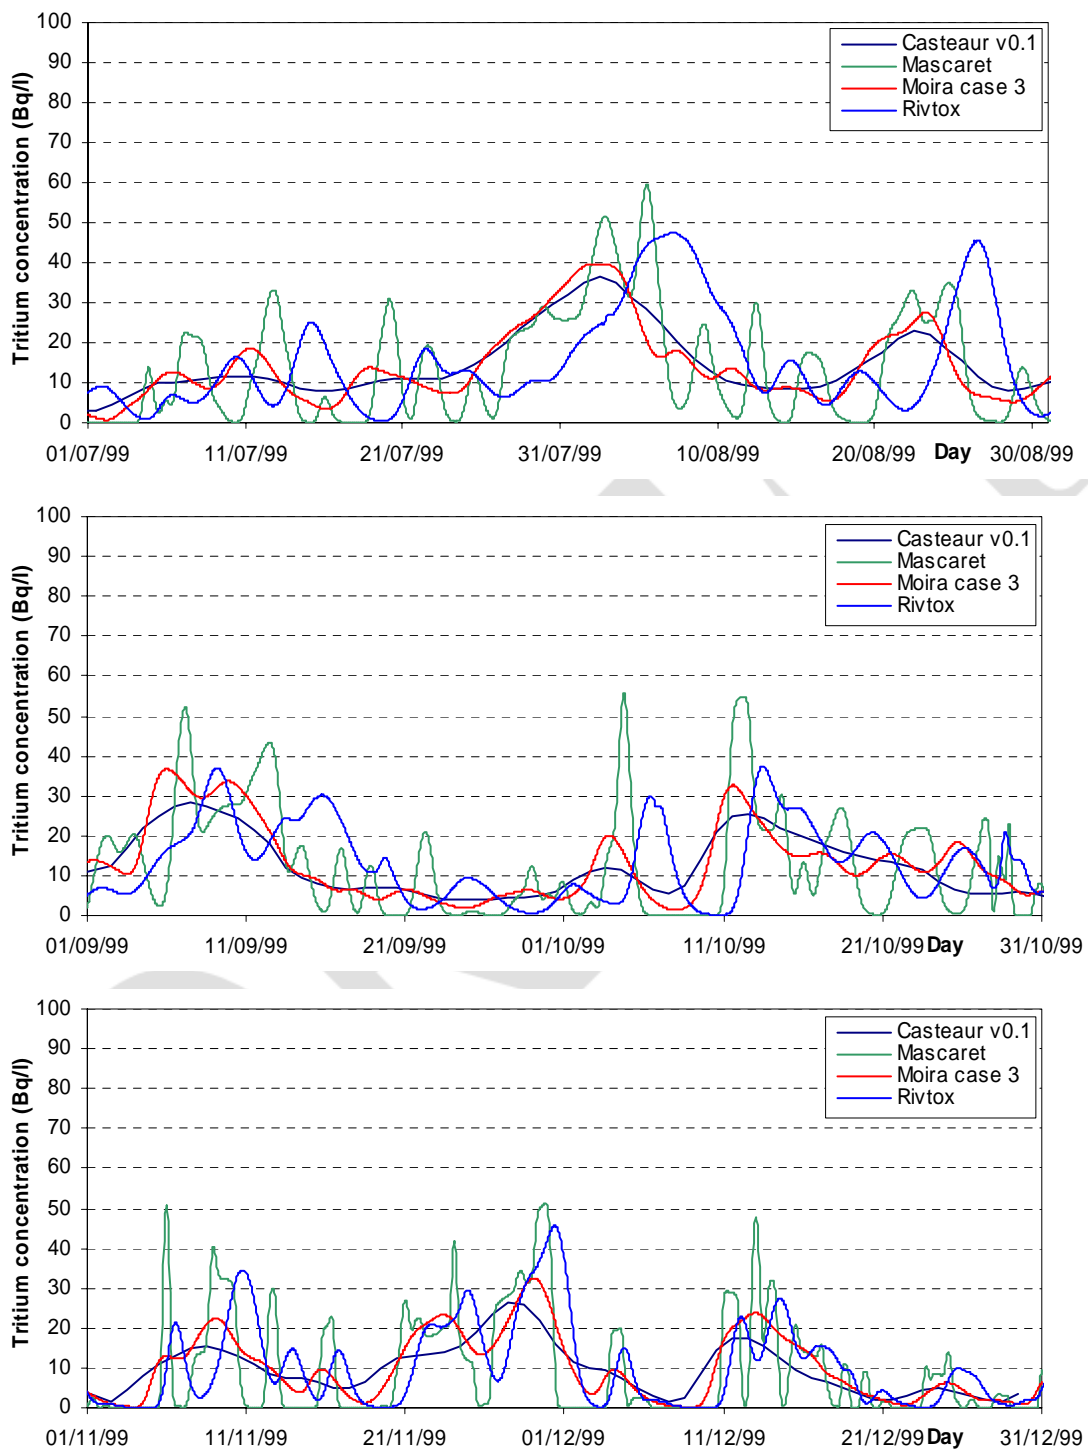 100
90
80
70
60
50
40
30
20
10
0
Tritium concentration (Bq/l)
Casteaur v0.1
Mascaret
Moira case 3
Rivtox
01/07/99 11/07/99 21/07/99 31/07/99 10/08/99 20/08/99 Day 30/08/99
100
90
80
70
60
50
40
30
20
10
0
Tritium concentration (Bq/l)
Casteaur v0.1
Mascaret
Moira case 3
Rivtox
01/09/99 11/09/99 21/09/99 01/10/99 11/10/99 21/10/99 Day 31/10/99
100
90
80
70
60
50
40
30
20
10
0
Tritium concentration (Bq/l)
Casteaur v0.1
Mascaret
Moira case 3
Rivtox
01/11/99 11/11/99 21/11/99 01/12/99 11/12/99 21/12/99 Day 31/12/99